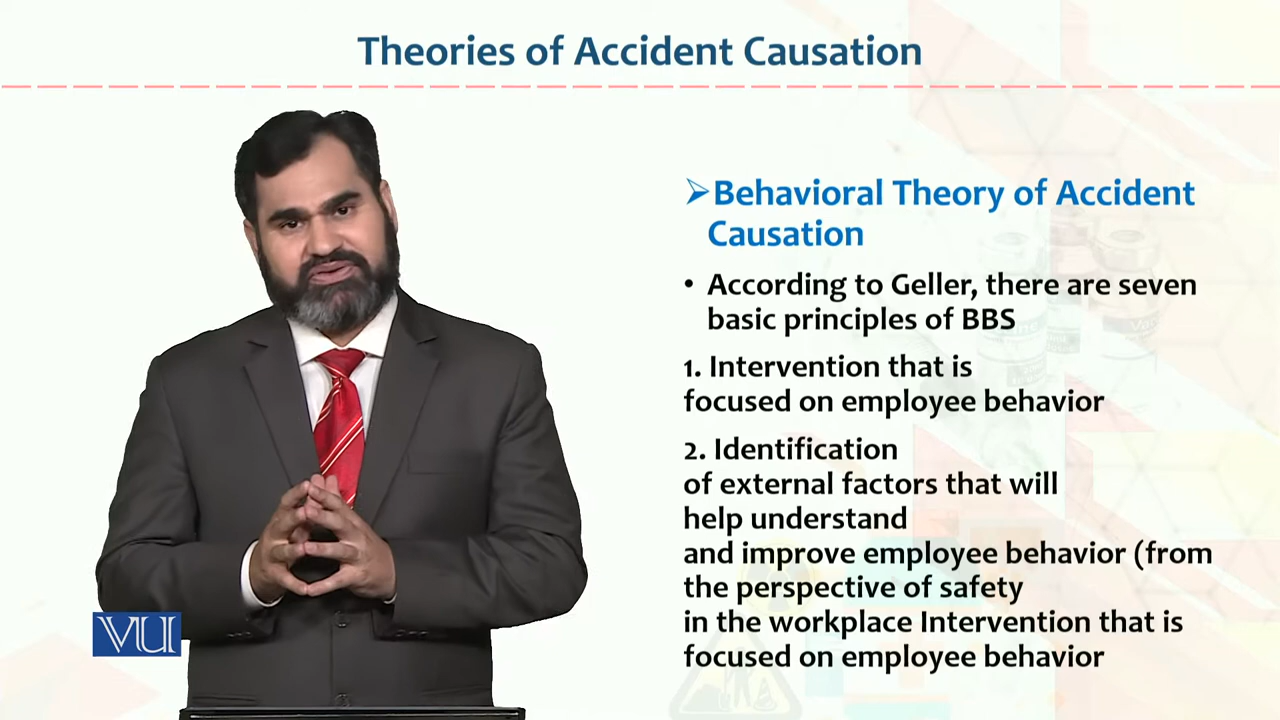 Theories of Accident Causation
➢Behavioral Theory of Accident
Causation
• According to Geller, there are seven
basic principles of BBS
1. Intervention that is
focused on employee behavior
2. Identification
of external factors that will
help understand
and improve employee behavior (from
the perspective of safety
in the workplace Intervention that is
focused on employee behavior
VU